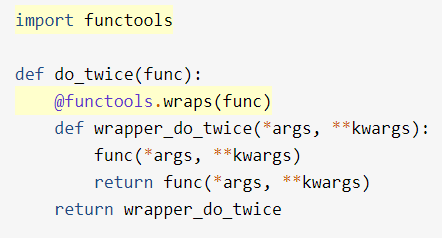 import functools
def do_twice(func):
    @functools.wraps(func)
    def wrapper_do_twice(*args, **kwargs):
        func(*args, **kwargs)
        return func(*args, **kwargs)
    return wrapper_do_twice